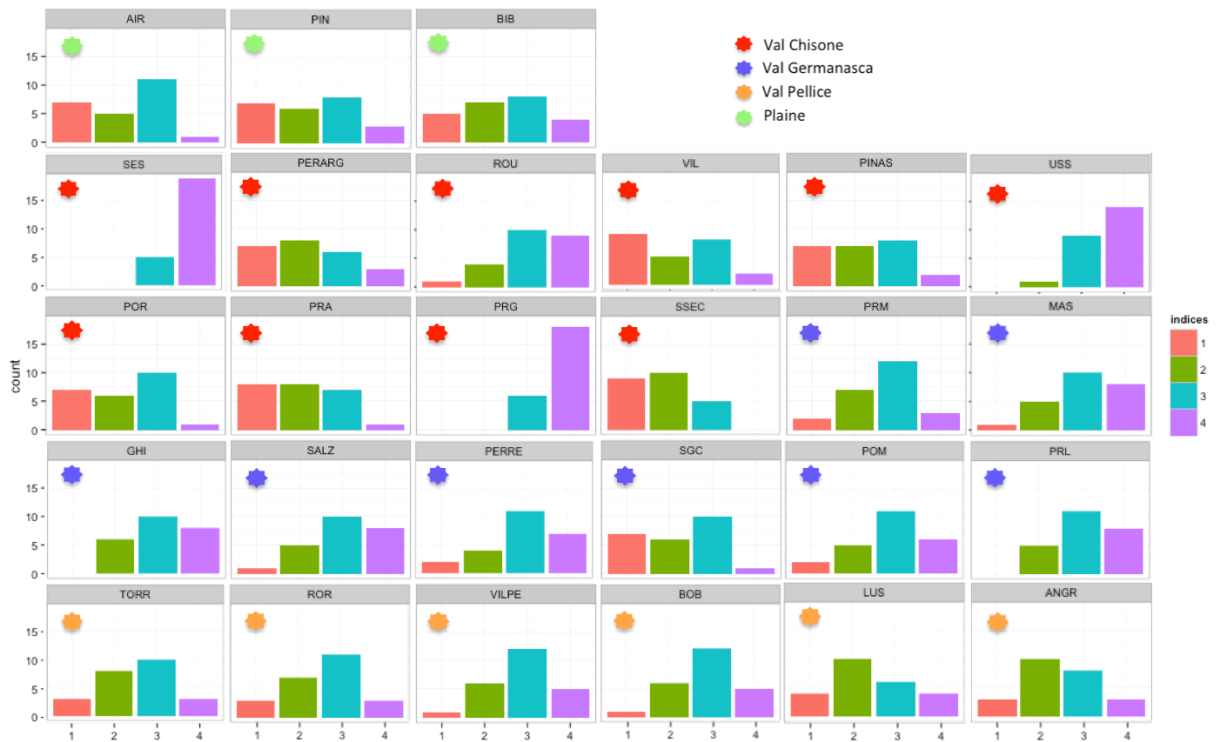 AIR PIN BIB
Val Chisone
Val Germanasca
Val Pellice
Plaine
15
10
5
0
SES PERARG ROU VIL PINAS USS
15
10
5
0
POR PRA PRG SSEC PRM MAS
15
10
5
0
count
indices
1
2
3
4
GHI SALZ PERRE SGC POM PRL
15
10
5
0
TORR ROR VILPE BOB LUS ANGR
15
10
5
0
1 2 3 4 1 2 3 4 1 2 3 4 1 2 3 4 1 2 3 4 1 2 3 4